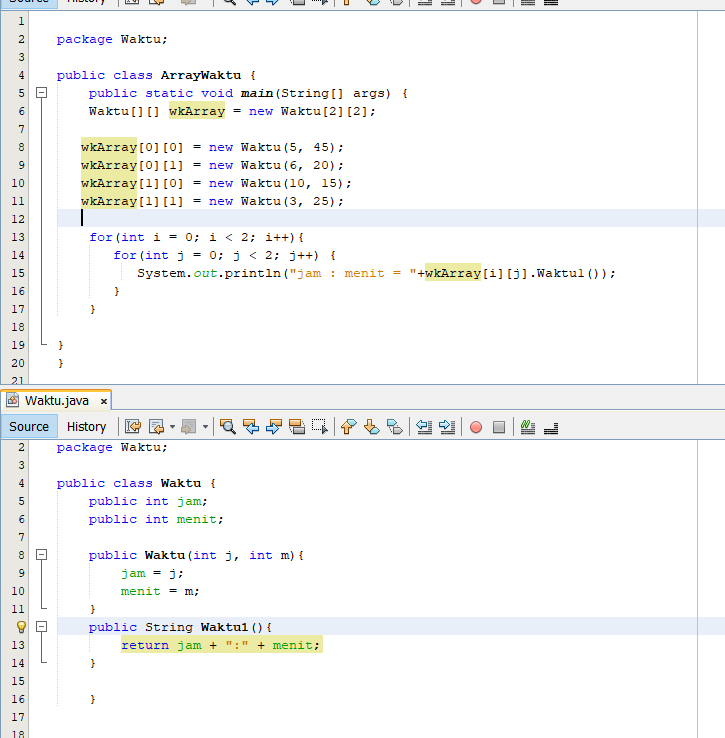 Source History
1
2 package Waktu;
3
4 public class ArrayWaktu {
5 public static void main(String[] args) {
6 Waktu[][] wkArray = new Waktu[2][2];
7
8 wkArray[0][0] = new Waktu(5, 45);
9 wkArray[0][1] = new Waktu(6, 20);
10 wkArray[1][0] = new Waktu(10, 15);
11 wkArray[1][1] = new Waktu(3, 25);
12
13 for(int i = 0; i < 2; i++){
14 for(int j = 0; j < 2; j++) {
15 System.out.println("jam : menit = "+wkArray[i][j].Waktu1());
16 }
17 }
18
19 }
20 }
21
Waktu.java x
Source History
2 package Waktu;
3
4 public class Waktu {
5 public int jam;
6 public int menit;
7
8 public Waktu(int j, int m){
9 jam = j;
10 menit = m;
11 }
public String Waktu1(){
13 return jam + ":" + menit;
14 }
15
16 }
17
18